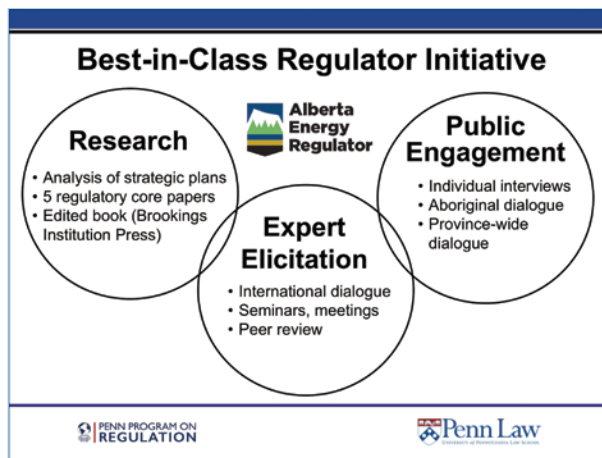 Best-in-Class Regulator Initiative
Alberta
Energy
Regulator
Research
• Analysis of strategic plans
• 5 regulatory core papers
• Edited book (Brookings
Institution Press)
Expert
Elicitation
• International dialogue
• Seminars, meetings
• Peer review
Public
Engagement
• Individual interviews
• Aboriginal dialogue
• Province-wide
dialogue
PENN PROGRAM ON
REGULATION
Penn Law
UNIVERSITY OF PENNSYLVANIA LAW SCHOOL